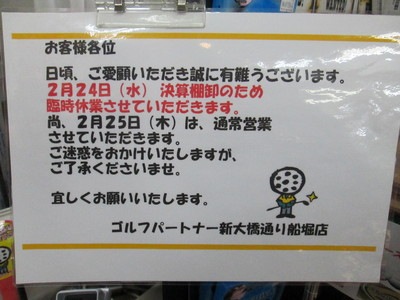 お客様各位
日頃、ご愛顧いただき誠に有難うございます。
2月24日(水) 決算棚卸のため
臨時休業させていただきます。
尚、2月25日(木)は、通常営業
させていただきます。
ご迷惑をおかけいたしますが、
ご了承くださいませ。
宜しくお願いいたします。
ゴルフパートナー新大橋通り船堀店